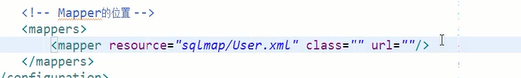 <!-- Mapper的位置 -->
<mappers>
<mapper resource="sqlmap/User.xml" class="" url=""/>
</mappers>
</configuration>